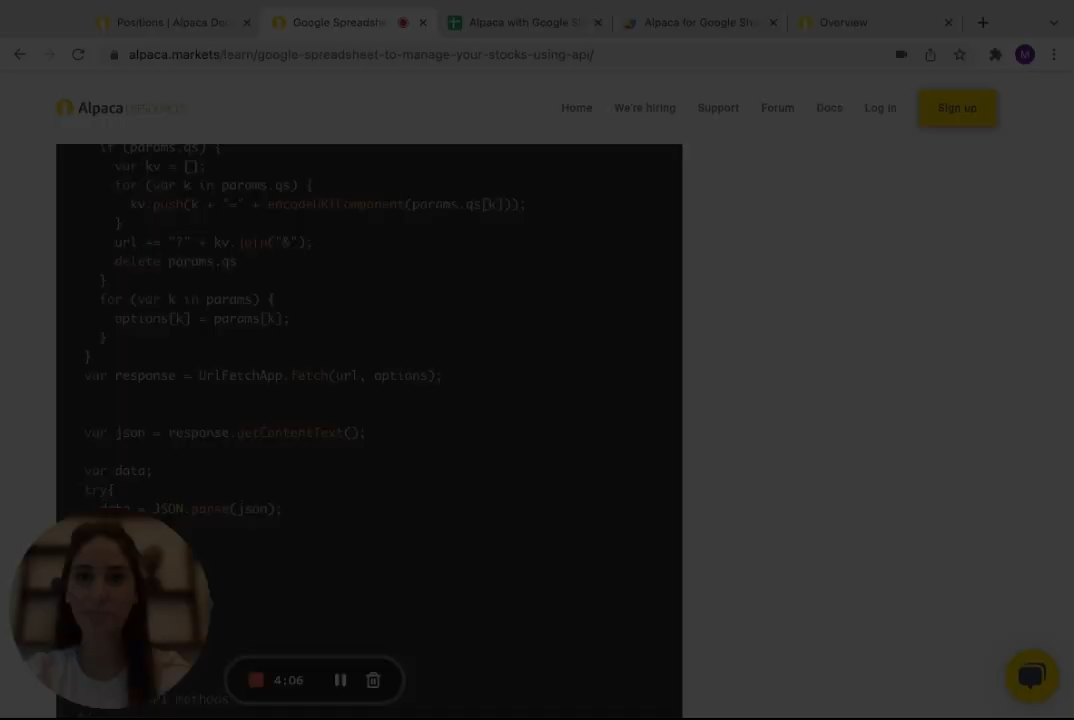 Positions | Alpaca Doc
Google Spreadshe
Alpaca with Google S
Alpaca for Google She
Overview
alpaca.markets/learn/google-spreadsheet-to-manage-your-stocks-using-api/
M
Alpaca
Home
We're hiring
Support
Forum
Docs
Log in
Sign up
if (params.qs) {
var kv = [];
for (var k in params.qs) {
kv.push(k + "=" + encodeURIComponent(params.qs[k]));
}
url += "?" + kv.join("&");
delete params.qs
}
for (var k in params) {
options[k] = params[k];
}
}
var response = UrlFetchApp.fetch(url, options);
var json = response.getContentText();
var data;
try{
data = JSON.parse(json);
4:06
methods